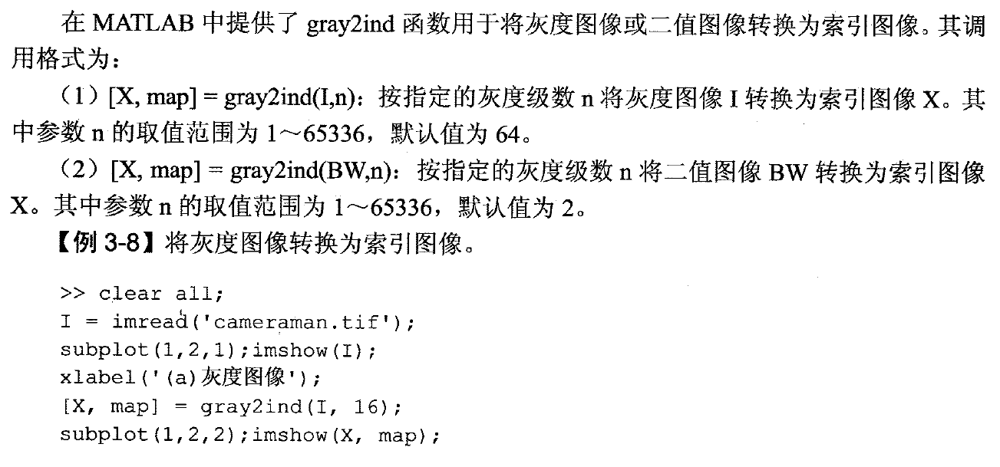 在 MATLAB 中提供了 gray2ind 函数用于将灰度图像或二值图像转换为索引图像。其调
用格式为：
（1）[X, map] = gray2ind(I,n)：按指定的灰度级数 n 将灰度图像 I 转换为索引图像 X。其
中参数 n 的取值范围为 1～65336，默认值为 64。
（2）[X, map] = gray2ind(BW,n)：按指定的灰度级数 n 将二值图像 BW 转换为索引图像
X。其中参数 n 的取值范围为 1～65336，默认值为 2。
【例 3-8】将灰度图像转换为索引图像。
>> clear all;
I = imread('cameraman.tif');
subplot(1,2,1);imshow(I);
xlabel('(a)灰度图像');
[X, map] = gray2ind(I, 16);
subplot(1,2,2);imshow(X, map);